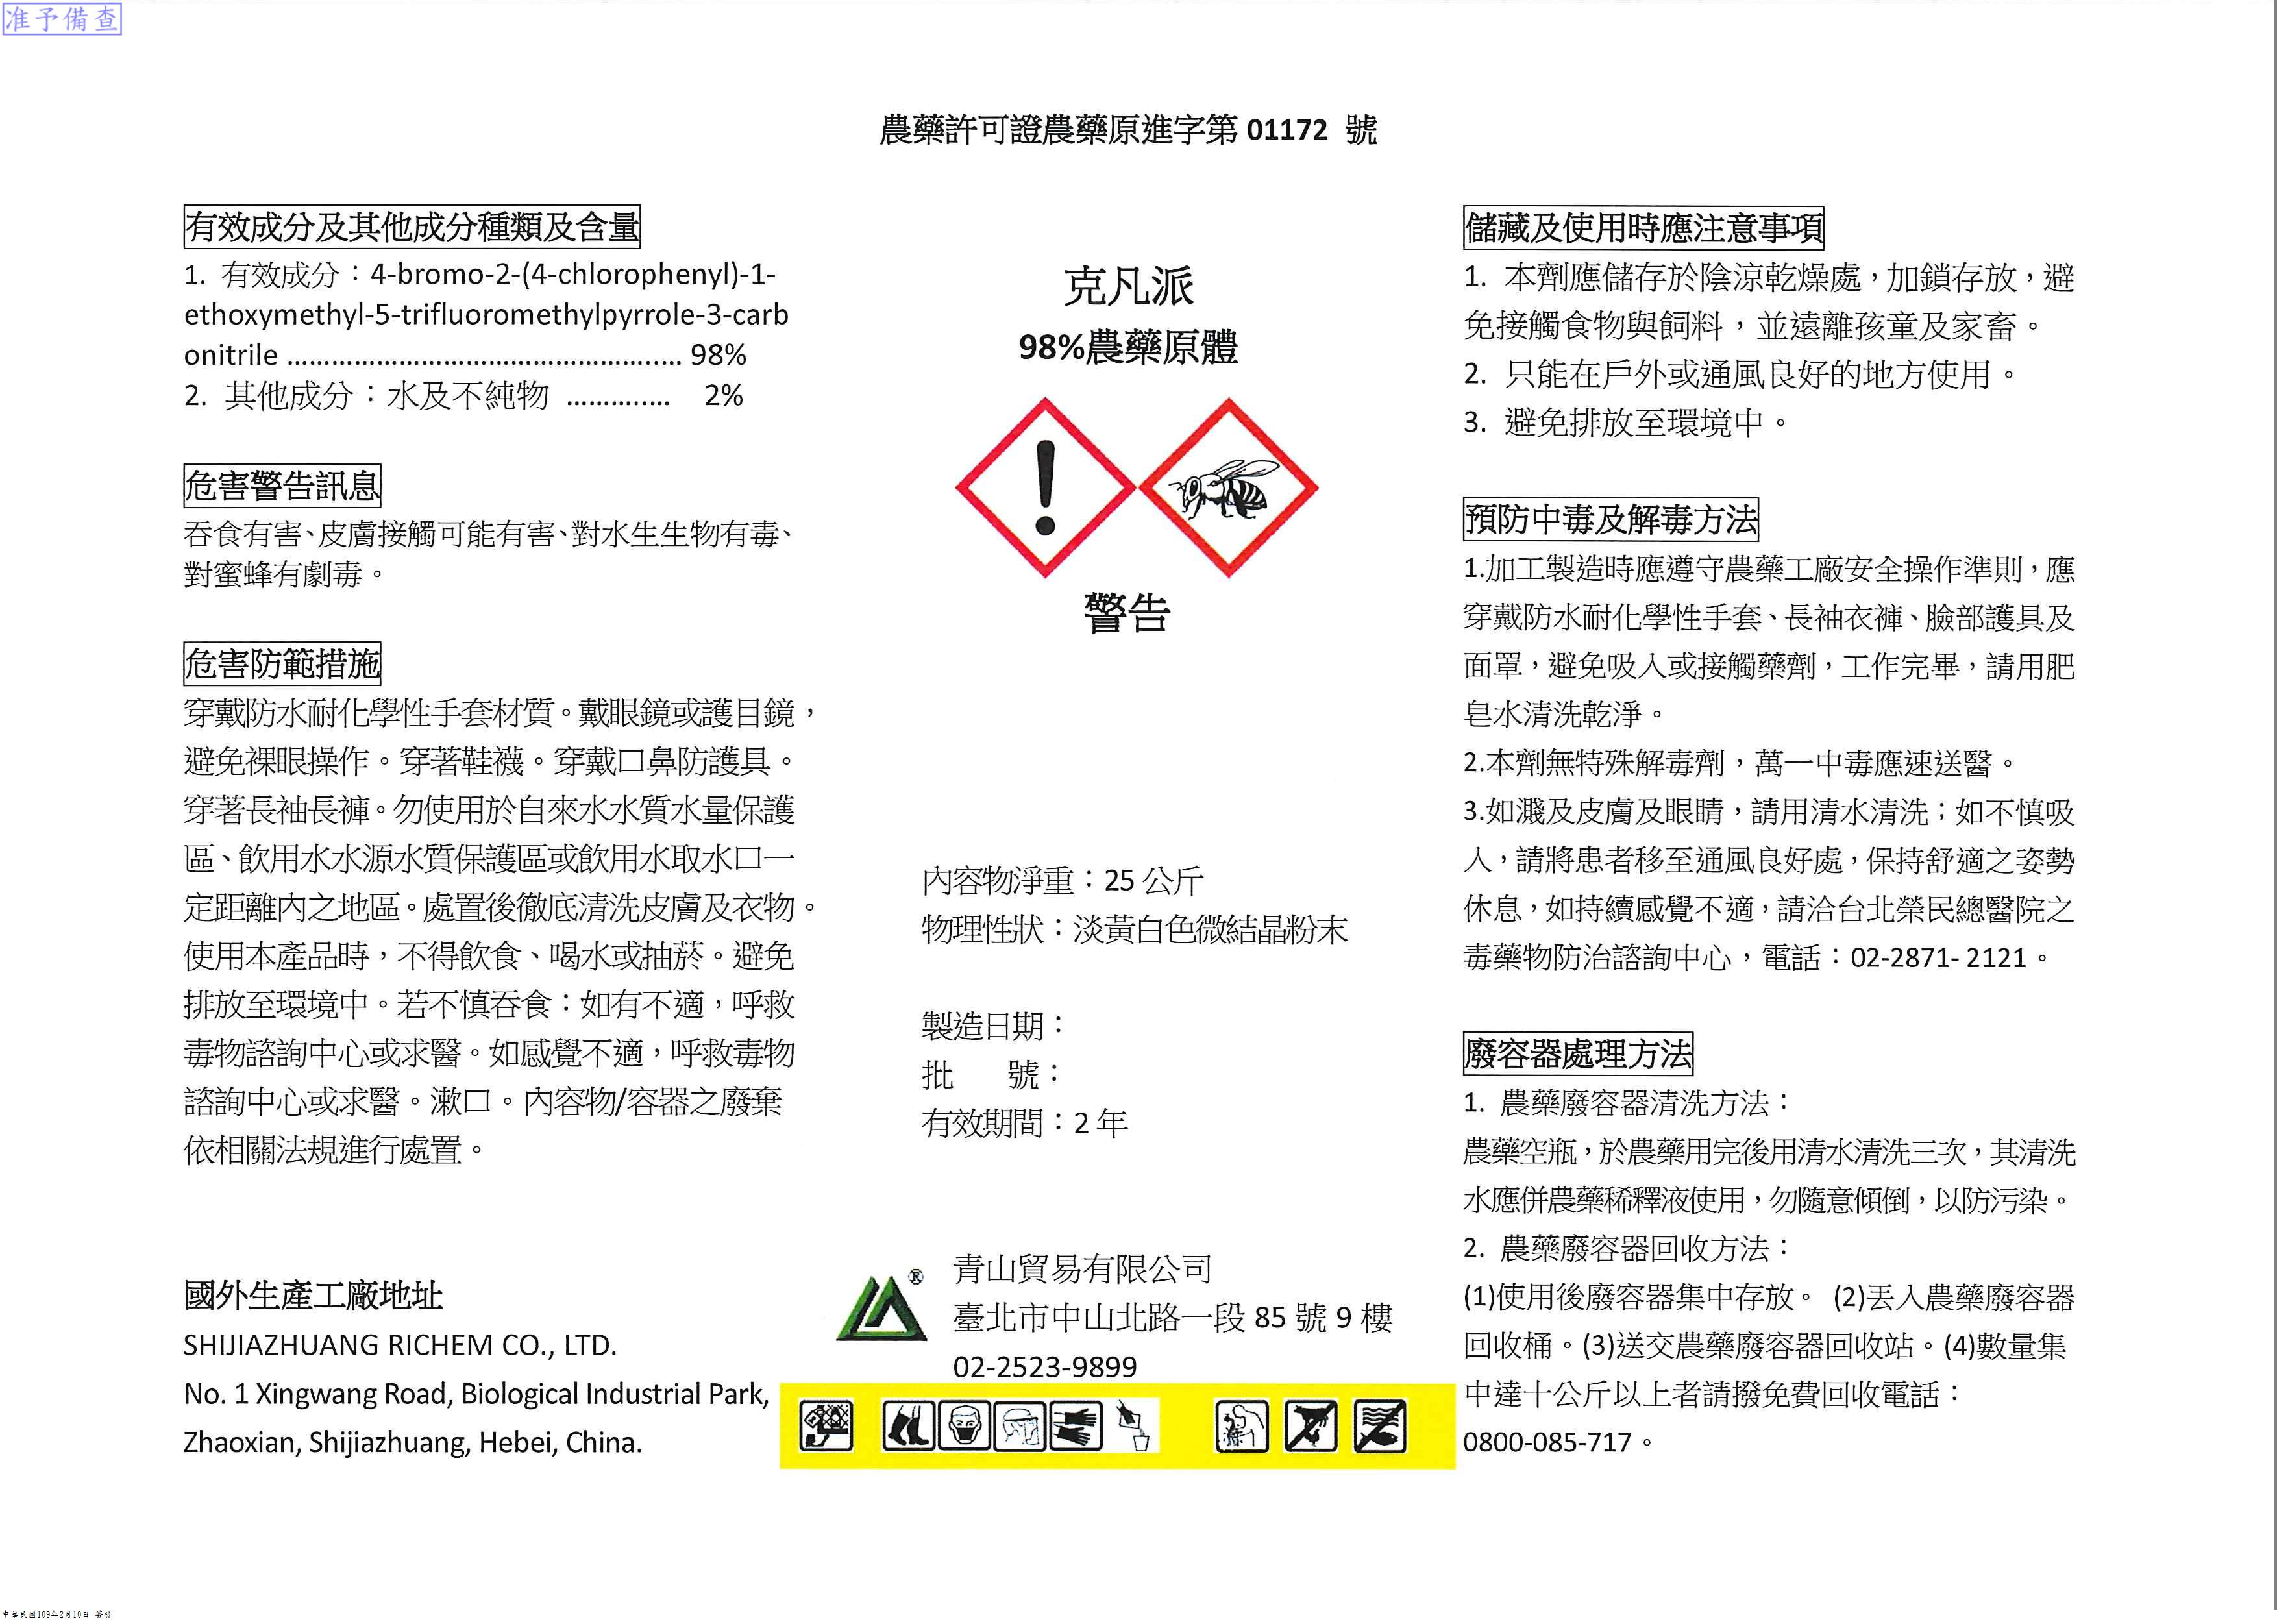 准予備查
農藥許可證農藥原進字第 01172 號
有效成分及其他成分種類及含量
1. 有效成分：4-bromo-2-(4-chlorophenyl)-1-
ethoxymethyl-5-trifluoromethylpyrrole-3-carb
onitrile ………………………………………….…. 98%
2. 其他成分：水及不純物 ………..… 2%
危害警告訊息
吞食有害、皮膚接觸可能有害、對水生生物有毒、
對蜜蜂有劇毒。
危害防範措施
穿戴防水耐化學性手套材質。戴眼鏡或護目鏡，
避免裸眼操作。穿著鞋襪。穿戴口鼻防護具。
穿著長袖長褲。勿使用於自來水水質水量保護
區、飲用水水源水質保護區或飲用水取水口一
定距離內之地區。處置後徹底清洗皮膚及衣物。
使用本產品時，不得飲食、喝水或抽菸。避免
排放至環境中。若不慎吞食：如有不適，呼救
毒物諮詢中心或求醫。如感覺不適，呼救毒物
諮詢中心或求醫。漱口。內容物/容器之廢棄
依相關法規進行處置。
國外生產工廠地址
SHIJIAZHUANG RICHEM CO., LTD.
No. 1 Xingwang Road, Biological Industrial Park,
Zhaoxian, Shijiazhuang, Hebei, China.
克凡派
98%農藥原體
警告
內容物淨重：25 公斤
物理性狀：淡黃白色微結晶粉末
製造日期：
批 號：
有效期間：2 年
®
青山貿易有限公司
臺北市中山北路一段 85 號 9 樓
02-2523-9899
儲藏及使用時應注意事項
1. 本劑應儲存於陰涼乾燥處，加鎖存放，避
免接觸食物與飼料，並遠離孩童及家畜。
2. 只能在戶外或通風良好的地方使用。
3. 避免排放至環境中。
預防中毒及解毒方法
1.加工製造時應遵守農藥工廠安全操作準則，應
穿戴防水耐化學性手套、長袖衣褲、臉部護具及
面罩，避免吸入或接觸藥劑，工作完畢，請用肥
皂水清洗乾淨。
2.本劑無特殊解毒劑，萬一中毒應速送醫。
3.如濺及皮膚及眼睛，請用清水清洗；如不慎吸
入，請將患者移至通風良好處，保持舒適之姿勢
休息，如持續感覺不適，請洽台北榮民總醫院之
毒藥物防治諮詢中心，電話：02-2871- 2121。
廢容器處理方法
1. 農藥廢容器清洗方法：
農藥空瓶，於農藥用完後用清水清洗三次，其清洗
水應併農藥稀釋液使用，勿隨意傾倒，以防污染。
2. 農藥廢容器回收方法：
(1)使用後廢容器集中存放。 (2)丟入農藥廢容器
回收桶。(3)送交農藥廢容器回收站。(4)數量集
中達十公斤以上者請撥免費回收電話：
0800-085-717。
中華民國109年2月10日 簽發